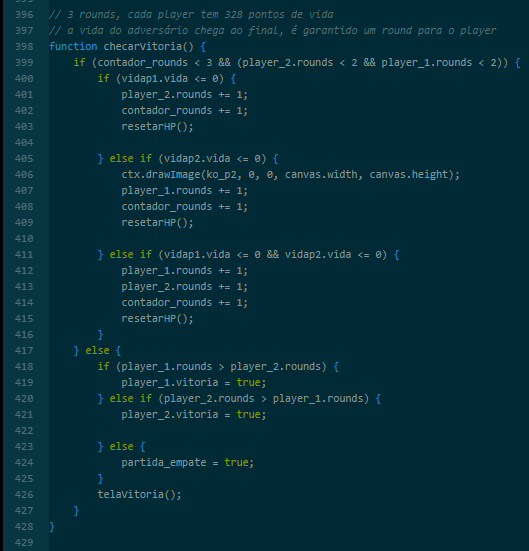 396 // 3 rounds, cada player tem 328 pontos de vida
397 // a vida do adversário chega ao final, é garantido um round para o player
398 function checarVitoria() {
399     if (contador_rounds < 3 && (player_2.rounds < 2 && player_1.rounds < 2)) {
400         if (vidap1.vida <= 0) {
401             player_2.rounds += 1;
402             contador_rounds += 1;
403             resetarHP();
404
405         } else if (vidap2.vida <= 0) {
406             ctx.drawImage(ko_p2, 0, 0, canvas.width, canvas.height);
407             player_1.rounds += 1;
408             contador_rounds += 1;
409             resetarHP();
410
411         } else if (vidap1.vida <= 0 && vidap2.vida <= 0) {
412             player_1.rounds += 1;
413             player_2.rounds += 1;
414             contador_rounds += 1;
415             resetarHP();
416         }
417     } else {
418         if (player_1.rounds > player_2.rounds) {
419             player_1.vitoria = true;
420         } else if (player_2.rounds > player_1.rounds) {
421             player_2.vitoria = true;
422
423         } else {
424             partida_empate = true;
425         }
426         telaVitoria();
427     }
428 }
429